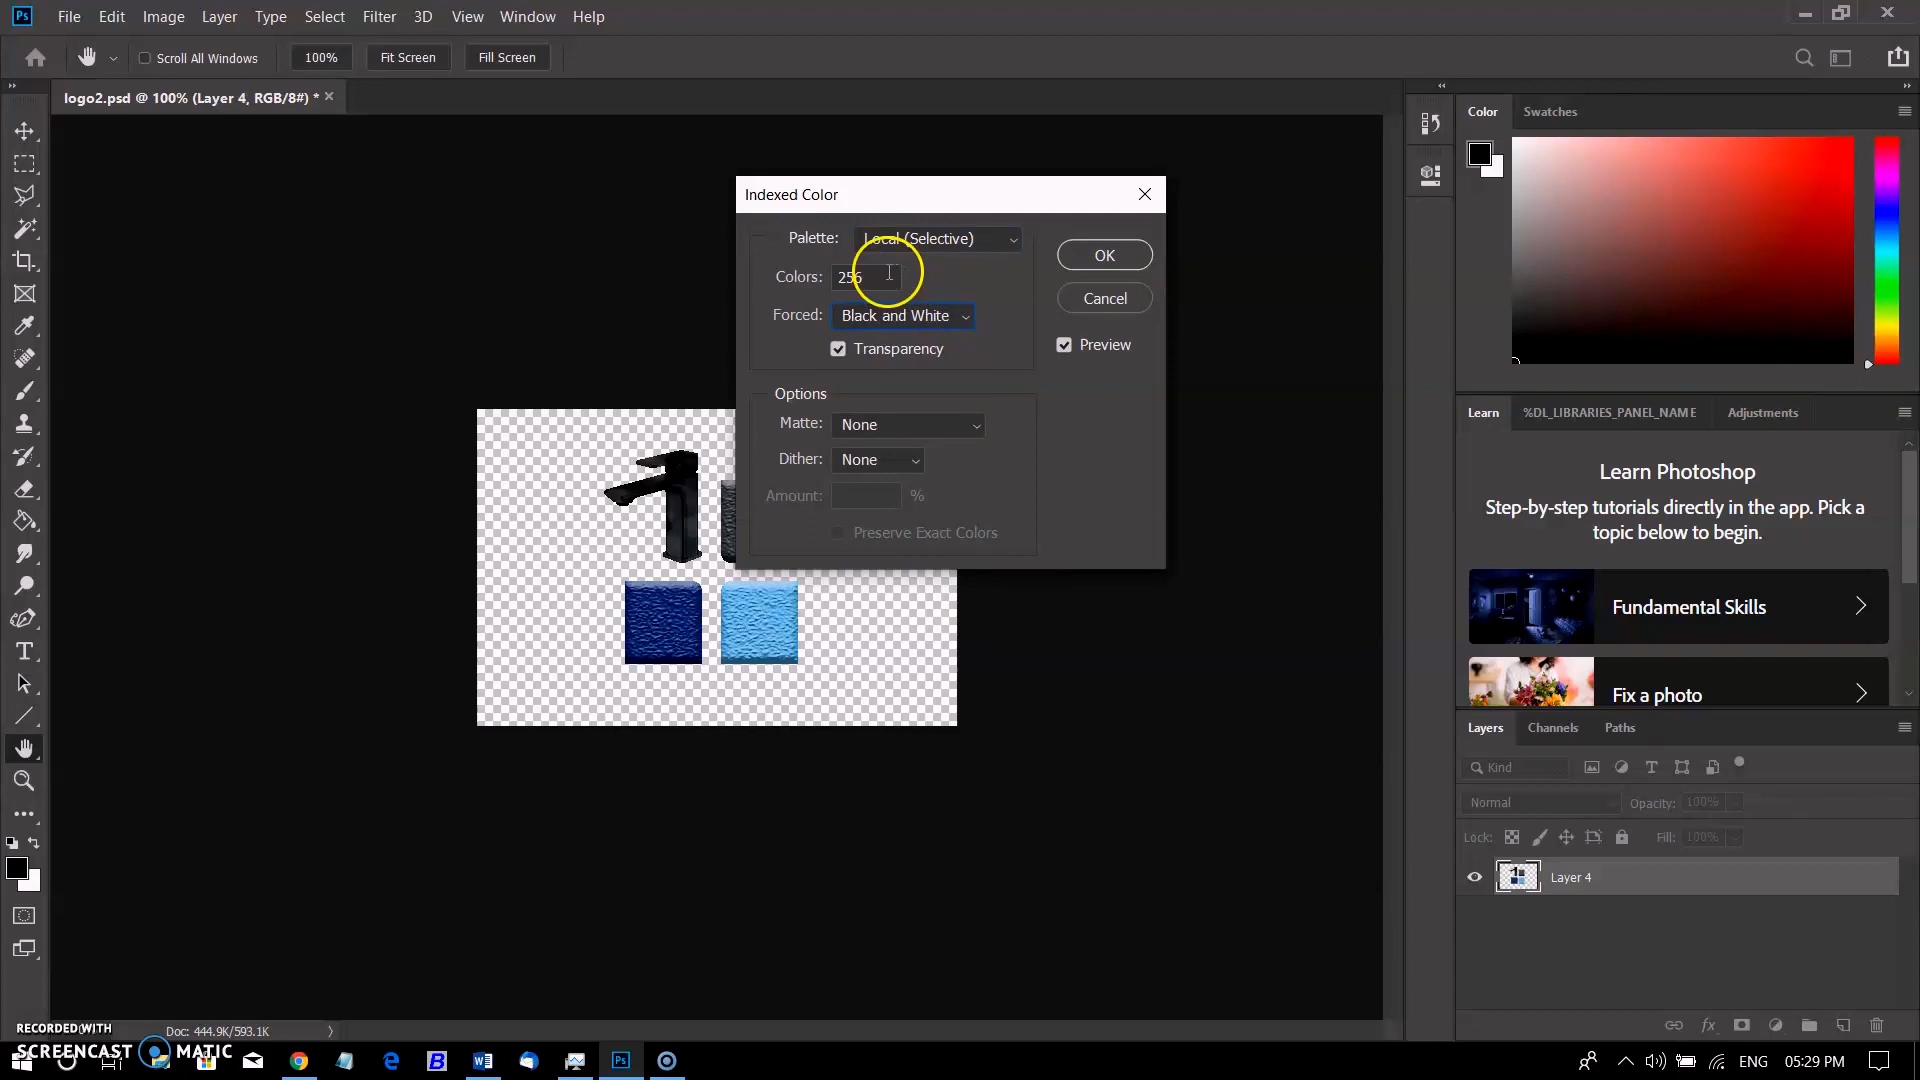 Ps File Edit Image Layer Type Select Filter 3D View Window Help
Scroll All Windows 100% Fit Screen Fill Screen
logo2.psd @ 100% (Layer 4, RGB/8#) *
Color Swatches
Indexed Color
Palette: Local (Selective)
OK
Colors: 256
Cancel
Forced: Black and White
Transparency
Preview
Options
Matte: None
Dither: None
Amount: %
Preserve Exact Colors
Learn %DL_LIBRARIES_PANEL_NAME Adjustments
Learn Photoshop
Step-by-step tutorials directly in the app. Pick a
topic below to begin.
Fundamental Skills
Fix a photo
Layers Channels Paths
Kind
Normal Opacity: 100%
Lock: Fill: 100%
Layer 4
fx
RECORDED WITH
SCREENCAST MATIC
Doc: 444.9K/593.1K
Ps
ENG 05:29 PM